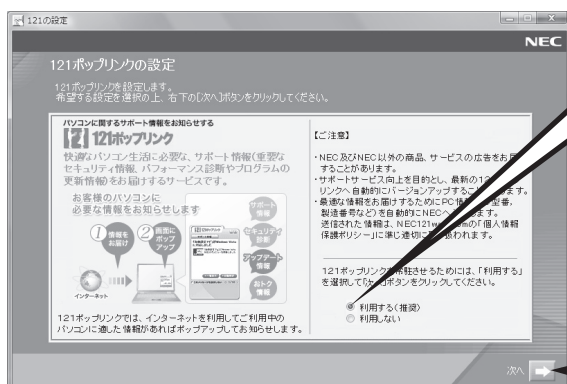 121の設定
NEC
121ポップリンクの設定
121ポップリンクを設定します。
希望する設定を選択の上、右下の[次へ]ボタンをクリックしてください。
パソコンに関するサポート情報をお知らせする
121ポップリンク
快適なパソコン生活に必要な、サポート情報(重要な
セキュリティ情報、パフォーマンス診断やプログラムの
更新情報)をお届けするサービスです。
お客様のパソコンに
必要な情報をお知らせします
1 情報を
お届け
2 画面に
ポップ
アップ
インターネット
サポート
情報
セキュリティ
診断
アップデート
情報
おトク
情報
121ポップリンクでは、インターネットを利用してご利用中の
パソコンに適した情報があればポップアップしてお知らせします。
【ご注意】
・NEC及びNEC以外の商品、サービスの広告をお届
することがあります。
・サポートサービス向上を目的とし、最新の12
リンクへ自動的にバージョンアップすること
ます。
・最適な情報をお届けするためにPC情
型番、
製造番号など)を自動的にNECへ
ます。
送信された情報は、NEC121w
omの「個人情報
保護ポリシー」に準じ適切に
扱われます。
121ポップリンクを常駐させるためには、「利用する」
を選択して[次へ]ボタンをクリックしてください。
利用する(推奨)
利用しない
次へ